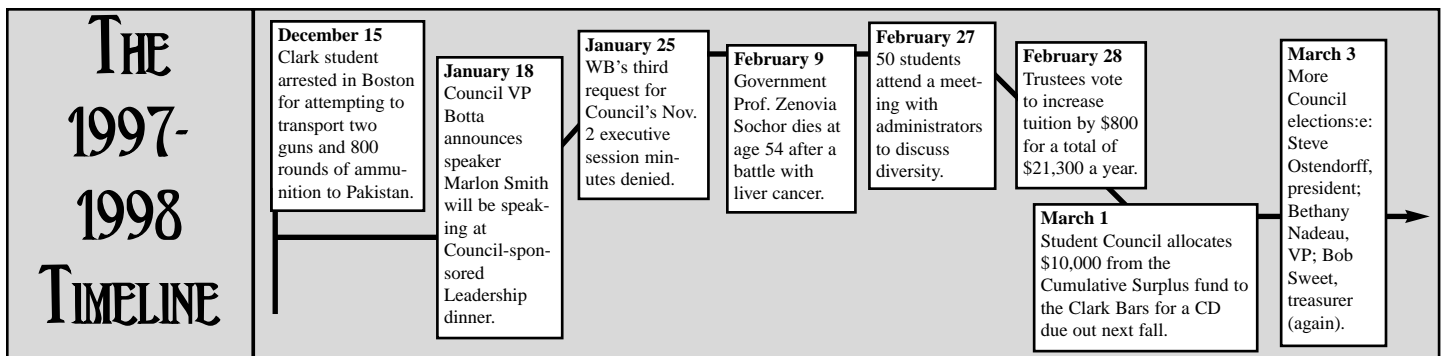 THE
1997-
1998
TIMELINE
December 15
Clark student
arrested in Boston
for attempting to
transport two
guns and 800
rounds of ammu-
nition to Pakistan.
January 18
Council VP
Botta
announces
speaker
Marlon Smith
will be speak-
ing at
Council-spon-
sored
Leadership
dinner.
January 25
WB's third
request for
Council's Nov.
2 executive
session min-
utes denied.
February 9
Government
Prof. Zenovia
Sochor dies at
age 54 after a
battle with
liver cancer.
February 27
50 students
attend a meet-
ing with
administrators
to discuss
diversity.
February 28
Trustees vote
to increase
tuition by $800
for a total of
$21,300 a year.
March 1
Student Council allocates
$10,000 from the
Cumulative Surplus fund to
the Clark Bars for a CD
due out next fall.
March 3
More
Council
elections:e:
Steve
Ostendorff,
president;
Bethany
Nadeau,
VP; Bob
Sweet,
treasurer
(again).